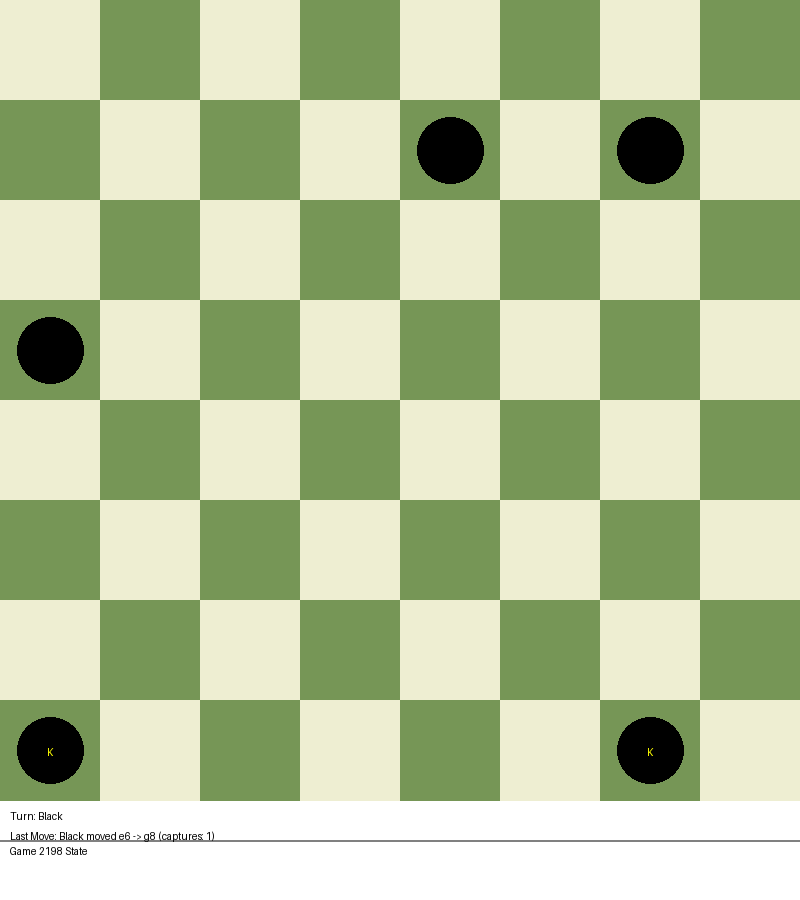 K
K
Turn: Black
Last Move: Black moved e6 -> g8 (captures: 1)
Game 2198 State